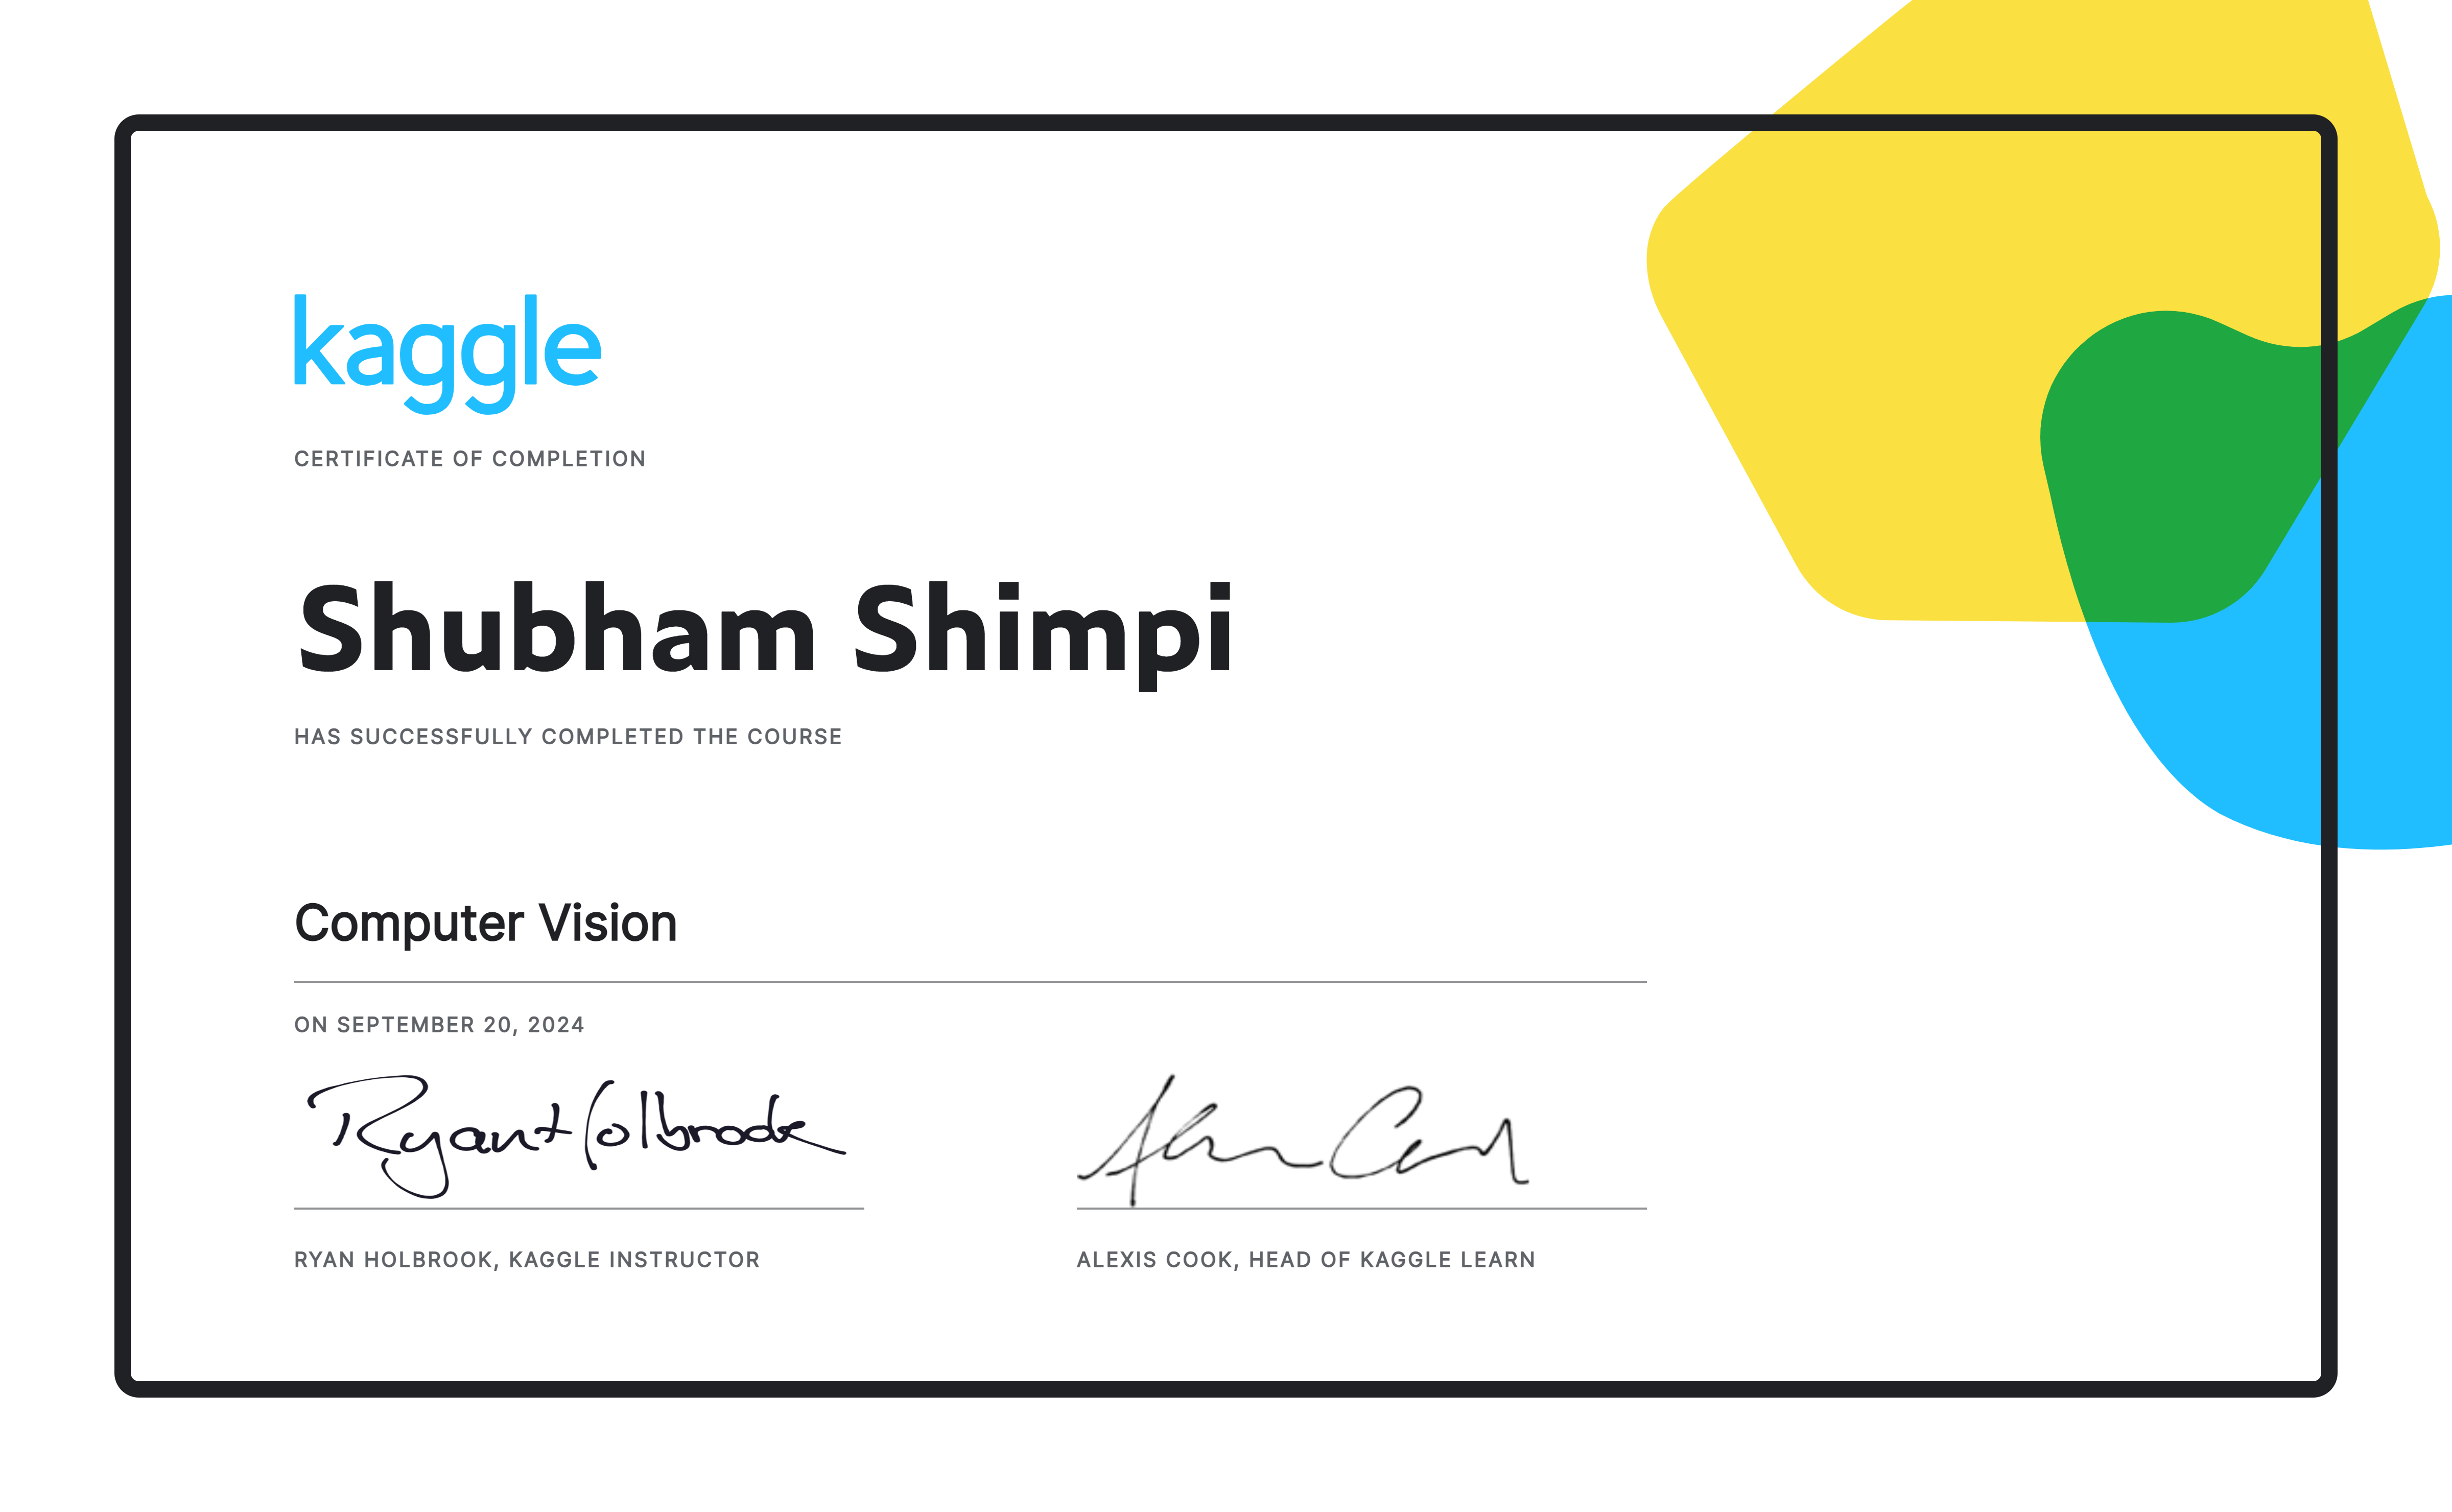 kaggle
CERTIFICATE OF COMPLETION
Shubham Shimpi
HAS SUCCESSFULLY COMPLETED THE COURSE
Computer Vision
ON SEPTEMBER 20, 2024
Ryan Holbrook
RYAN HOLBROOK, KAGGLE INSTRUCTOR
ALEXIS COOK, HEAD OF KAGGLE LEARN